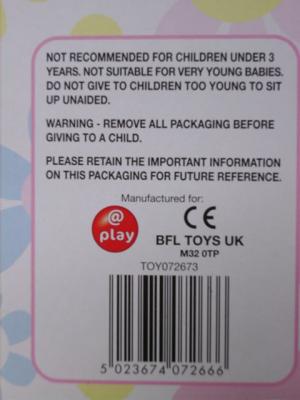 NOT RECOMMENDED FOR CHILDREN UNDER 3
YEARS. NOT SUITABLE FOR VERY YOUNG BABIES.
DO NOT GIVE TO CHILDREN TOO YOUNG TO SIT
UP UNAIDED.
WARNING - REMOVE ALL PACKAGING BEFORE
GIVING TO A CHILD.
PLEASE RETAIN THE IMPORTANT INFORMATION
ON THIS PACKAGING FOR FUTURE REFERENCE.
Manufactured for:
@
play
CE
BFL TOYS UK
M32 0TP
TOY072673
5 023674 072666